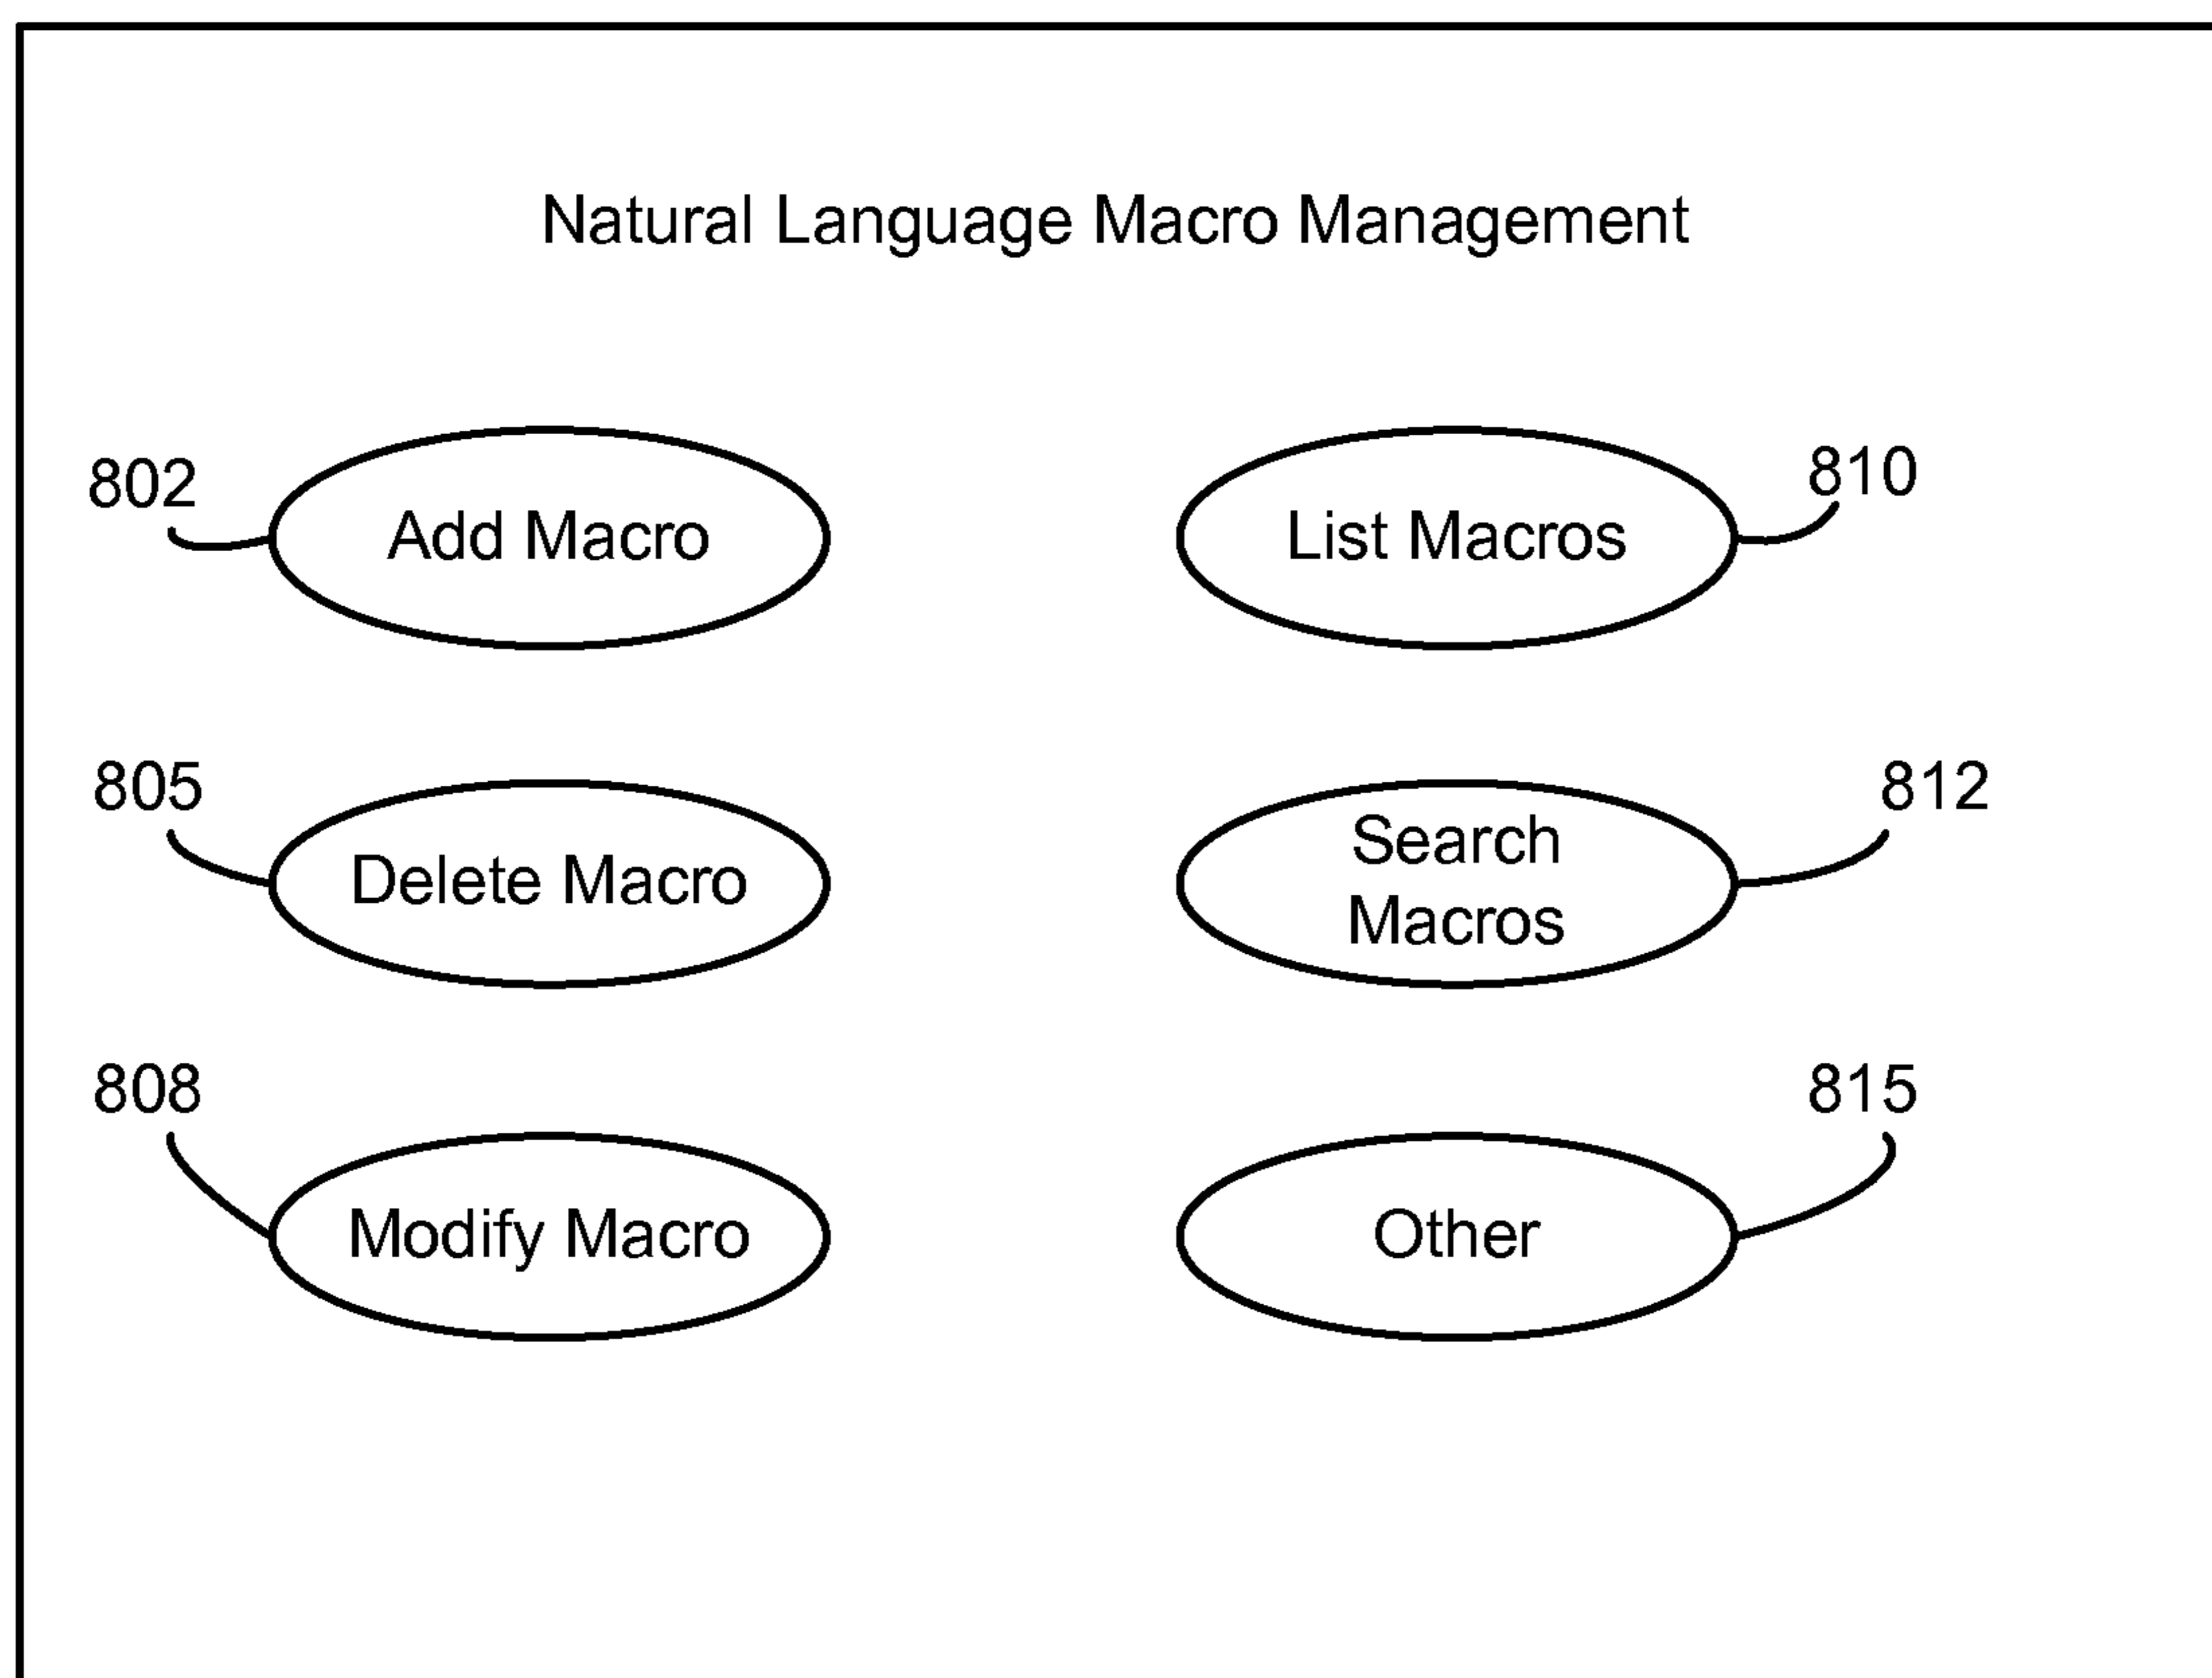 Natural Language Macro Management
802
Add Macro
List Macros
810
805
Delete Macro
Search
Macros
812
808
Modify Macro
Other
815